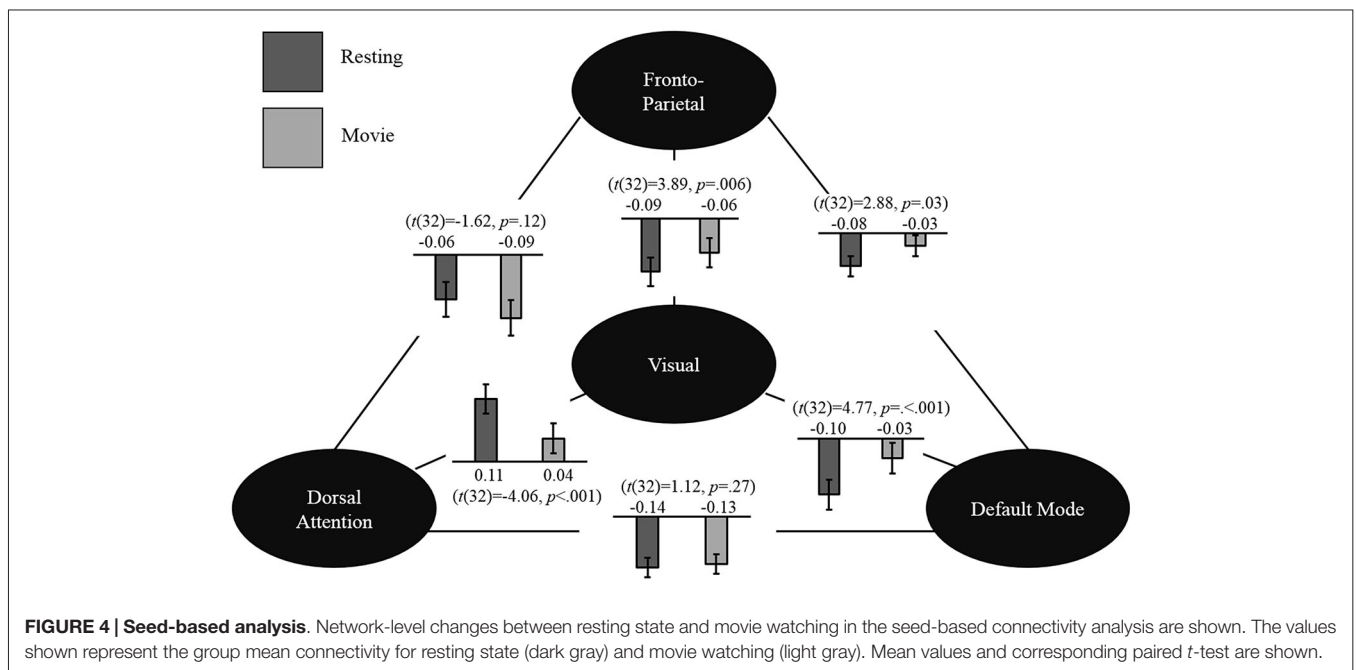 Resting
Movie
Fronto-
Parietal
(t(32)=3.89, p=.006)
-0.09 -0.06
(t(32)=2.88, p=.03)
-0.08 -0.03
(t(32)=-1.62, p=.12)
-0.06 -0.09
Visual
(t(32)=4.77, p=.<.001)
-0.10 -0.03
0.11 0.04
(t(32)=-4.06, p<.001)
(t(32)=1.12, p=.27)
-0.14 -0.13
Dorsal
Attention
Default Mode
FIGURE 4 | Seed-based analysis. Network-level changes between resting state and movie watching in the seed-based connectivity analysis are shown. The values
shown represent the group mean connectivity for resting state (dark gray) and movie watching (light gray). Mean values and corresponding paired t-test are shown.